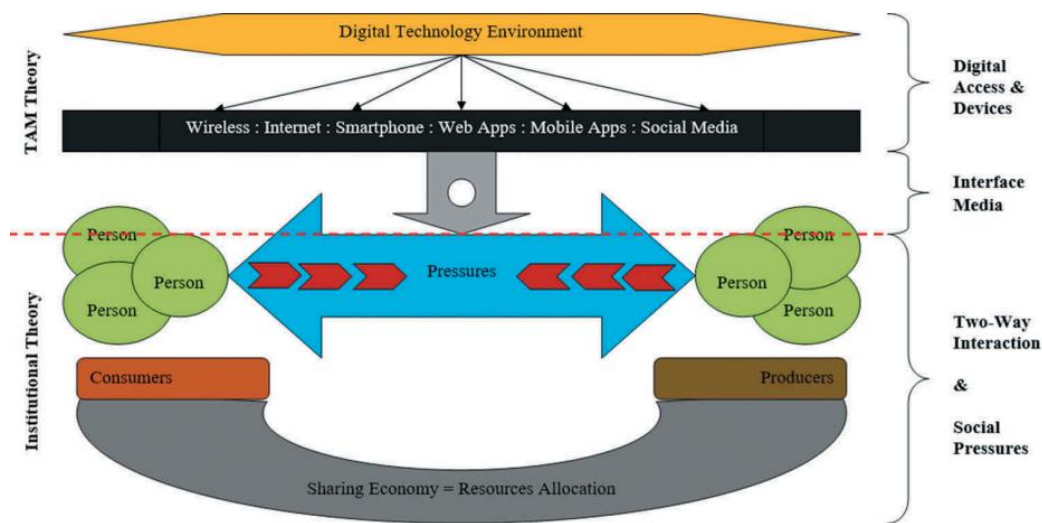 Digital Technology Environment
TAM Theory
Wireless : Internet : Smartphone : Web Apps : Mobile Apps : Social Media
Digital
Access &
Devices
Interface
Media
Person
Person
Person
Pressures
Person
Person
Person
Institutional Theory
Consumers
Producers
Two-Way
Interaction
&
Social
Pressures
Sharing Economy = Resources Allocation